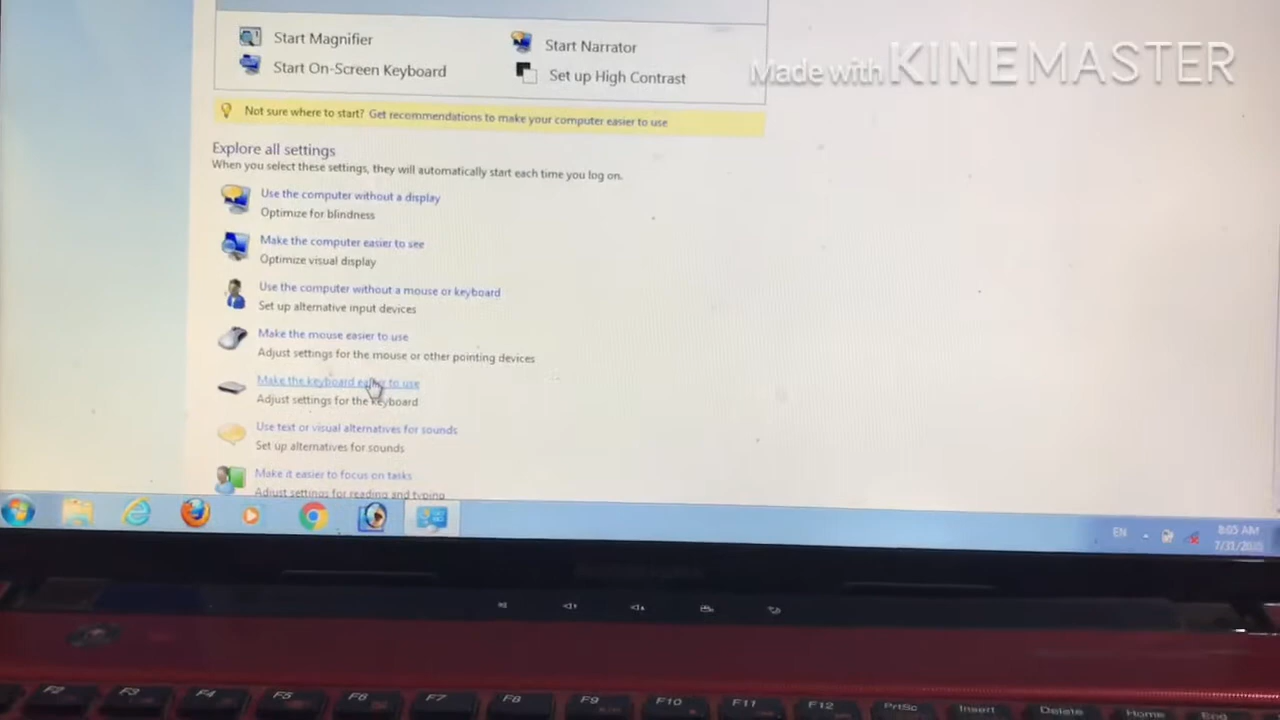 Start Magnifier
Start Narrator
Start On-Screen Keyboard
Set up High Contrast
Made with KINEMASTER
Not sure where to start? Get recommendations to make your computer easier to use
Explore all settings
When you select these settings, they will automatically start each time you log on.
Use the computer without a display
Optimize for blindness
Make the computer easier to see
Optimize visual display
Use the computer without a mouse or keyboard
Set up alternative input devices
Make the mouse easier to use
Adjust settings for the mouse or other pointing devices
Make the keyboard easier to use
Adjust settings for the keyboard
Use text or visual alternatives for sounds
Set up alternatives for sounds
Make it easier to focus on tasks
Adjust settings for reading and typing
EN
8:05 AM
F2 F3 F4 F5 F6 F7 F8 F9 F10 F11 F12 PrtSc Insert Delete Home End